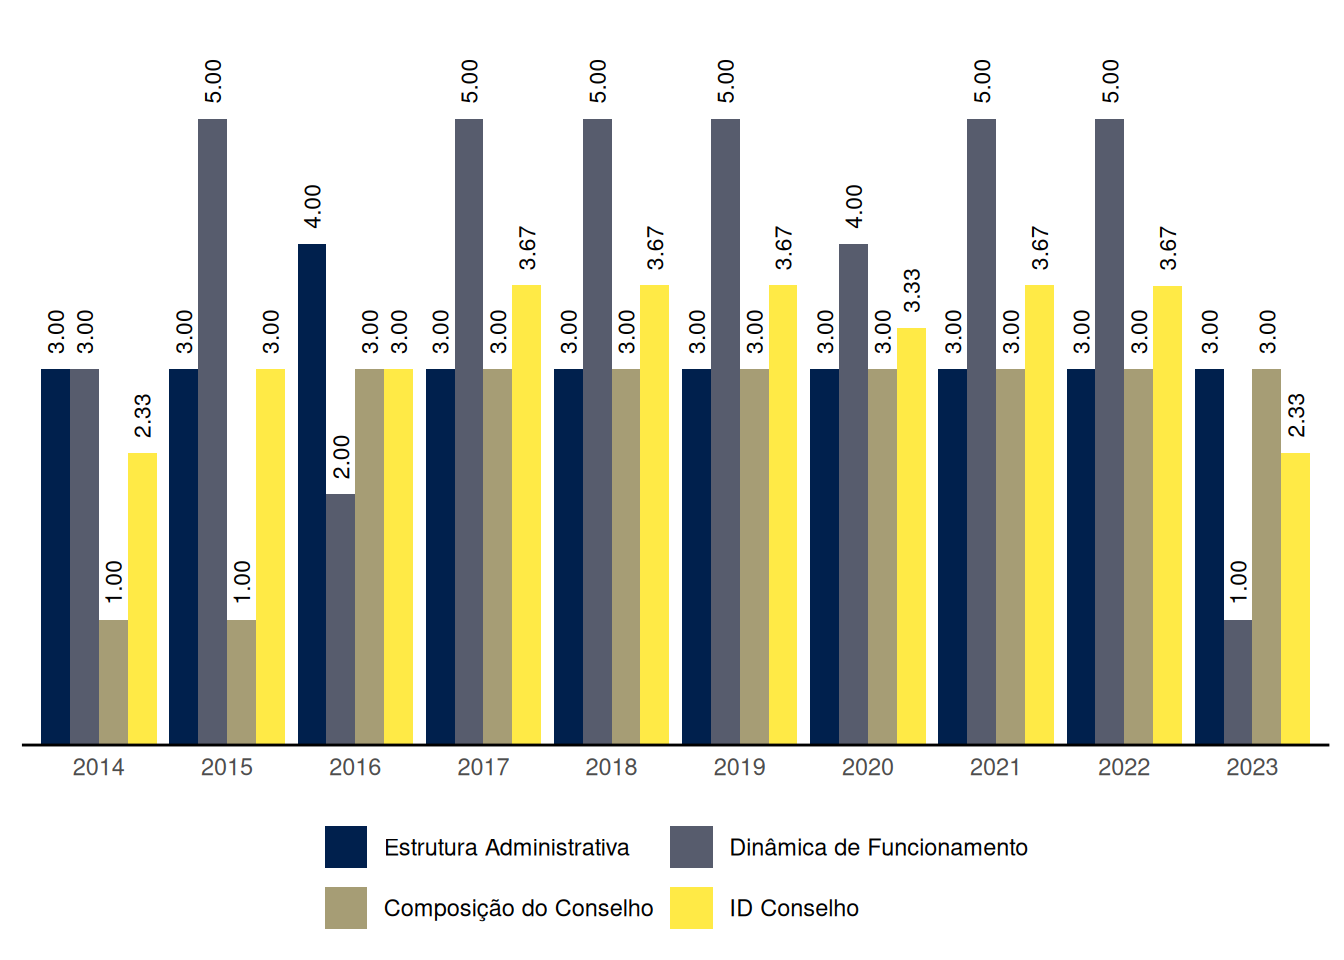 3.00 3.00 1.00 2.33 3.00 5.00 1.00 3.00 4.00 2.00 3.00 3.00 3.00 5.00 3.00 3.67 3.00 5.00 3.00 3.67 3.00 5.00 3.00 3.67 3.00 4.00 3.00 3.33 3.00 5.00 3.00 3.67 3.00 5.00 3.00 3.67 3.00 1.00 3.00 2.33
2014 2015 2016 2017 2018 2019 2020 2021 2022 2023
Estrutura Administrativa Dinâmica de Funcionamento
Composição do Conselho ID Conselho